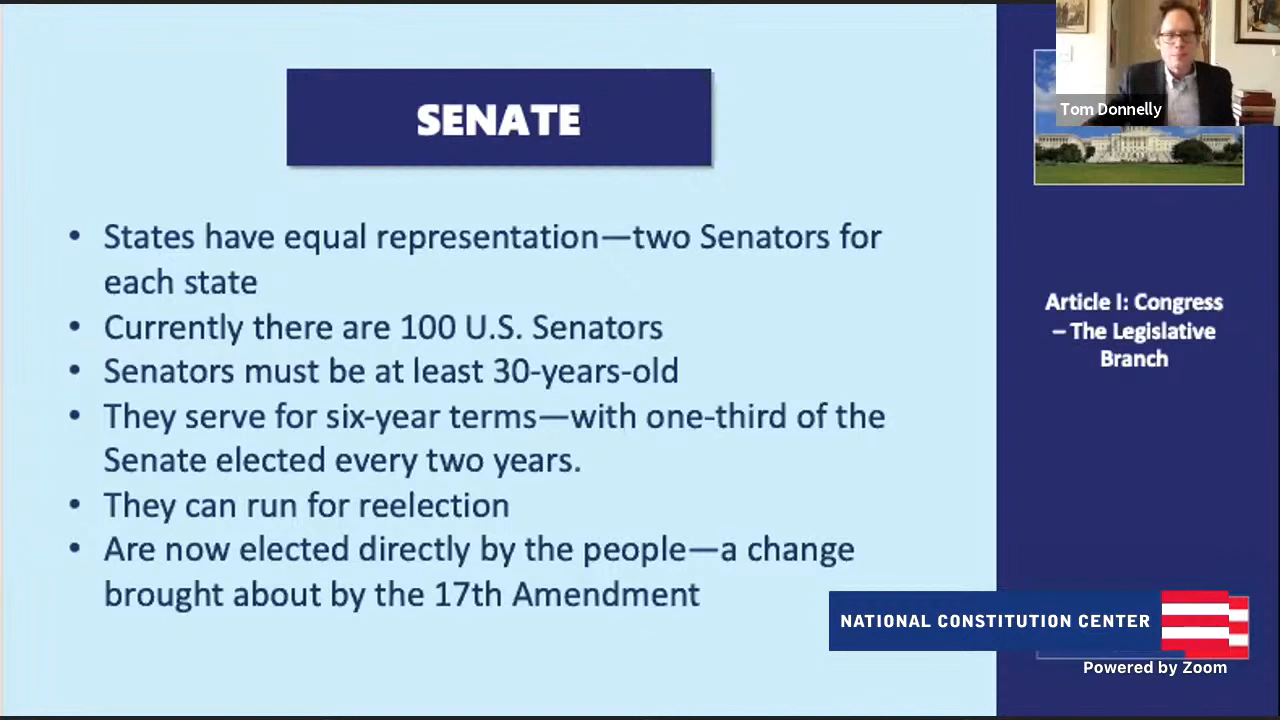 SENATE
• States have equal representation—two Senators for
each state
• Currently there are 100 U.S. Senators
• Senators must be at least 30-years-old
• They serve for six-year terms—with one-third of the
Senate elected every two years.
• They can run for reelection
• Are now elected directly by the people—a change
brought about by the 17th Amendment
Tom Donnelly
Article I: Congress
– The Legislative
Branch
NATIONAL CONSTITUTION CENTER
Powered by Zoom